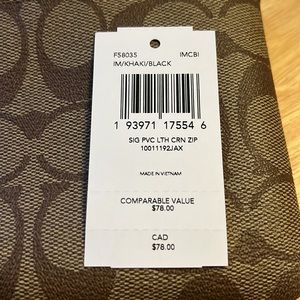 F58035 IMCBI
IM/KHAKI/BLACK
1 93971 17554 6
SIG PVC LTH CRN ZIP
10011192JAX
MADE IN VIETNAM
COMPARABLE VALUE
$78.00
CAD
$78.00